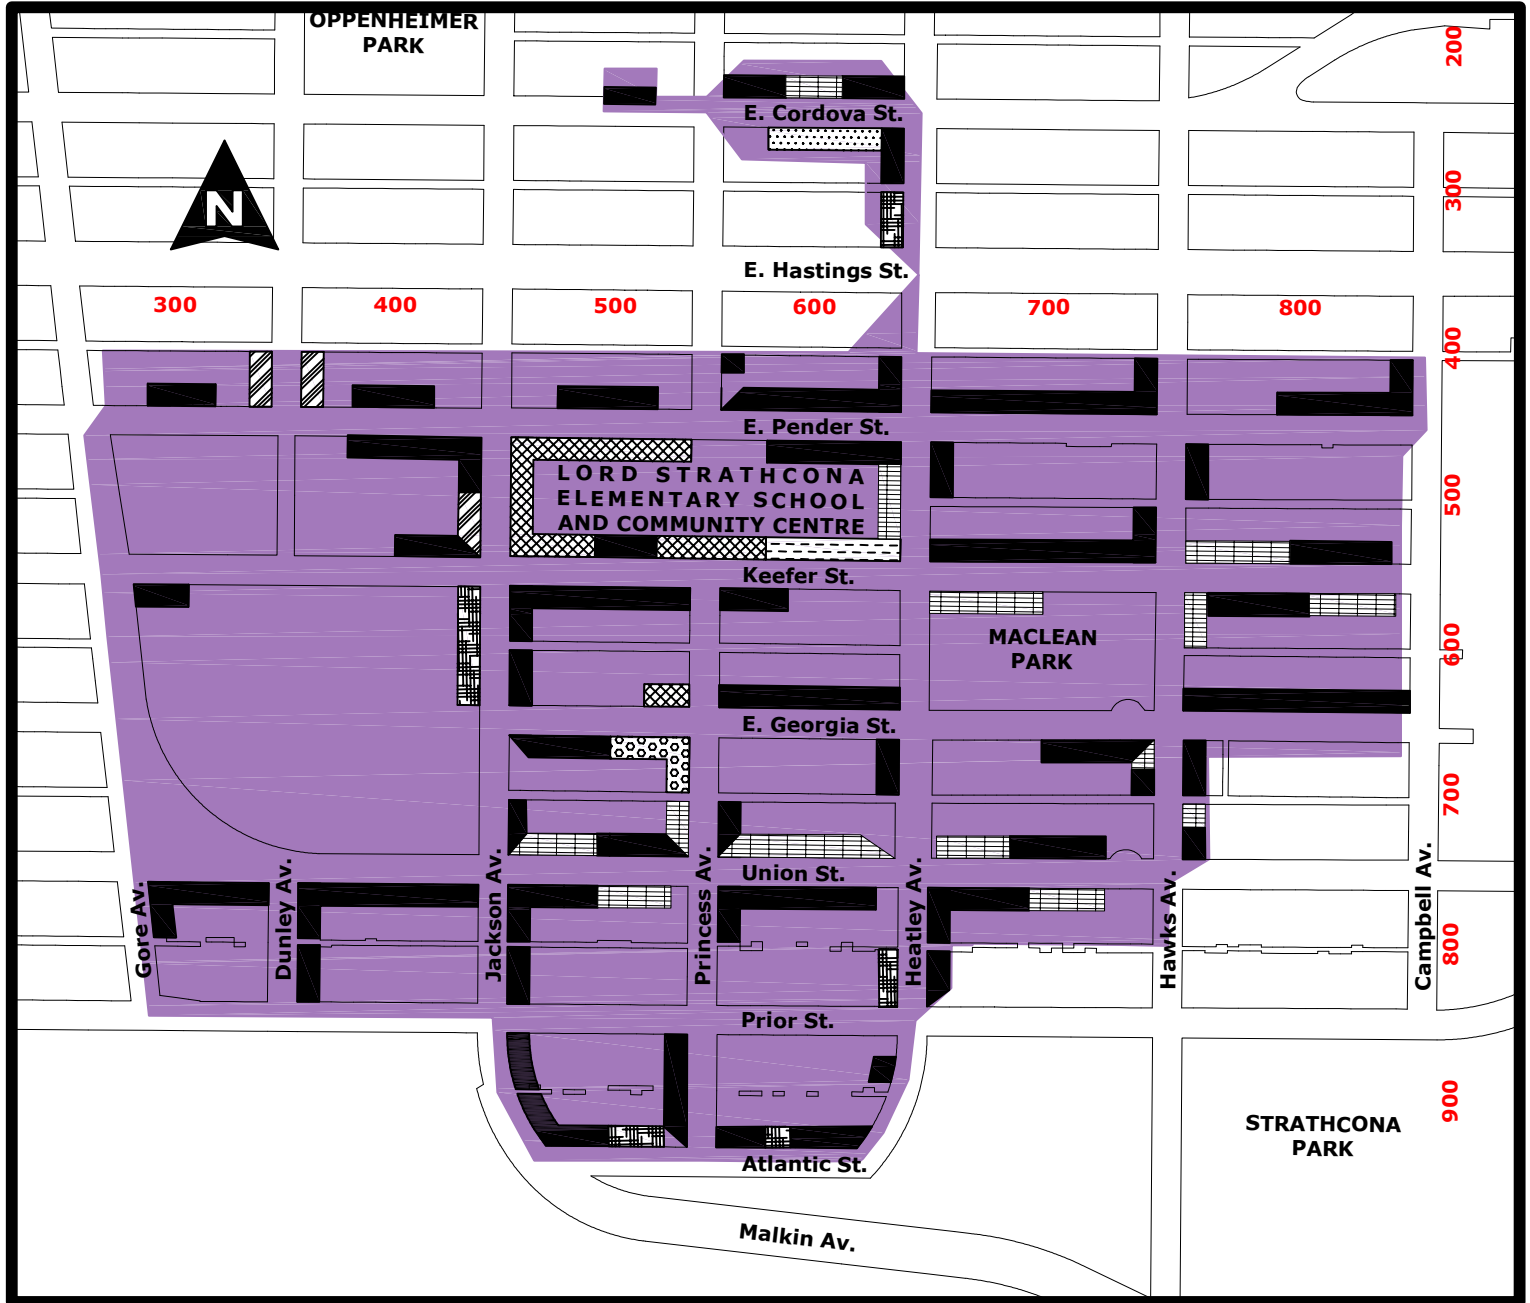 OPPENHEIMER
PARK
200
E. Cordova St.
N
300
E. Hastings St.
300
400
500
600
700
800
400
E. Pender St.
LORD STRATHCONA
ELEMENTARY SCHOOL
AND COMMUNITY CENTRE
500
Keefer St.
MACLEAN
PARK
600
E. Georgia St.
700
Union St.
Gore Av.
Dunley Av.
Jackson Av.
Princess Av.
Heatley Av.
Hawks Av.
Campbell Av.
800
Prior St.
900
STRATHCONA
PARK
Atlantic St.
Malkin Av.